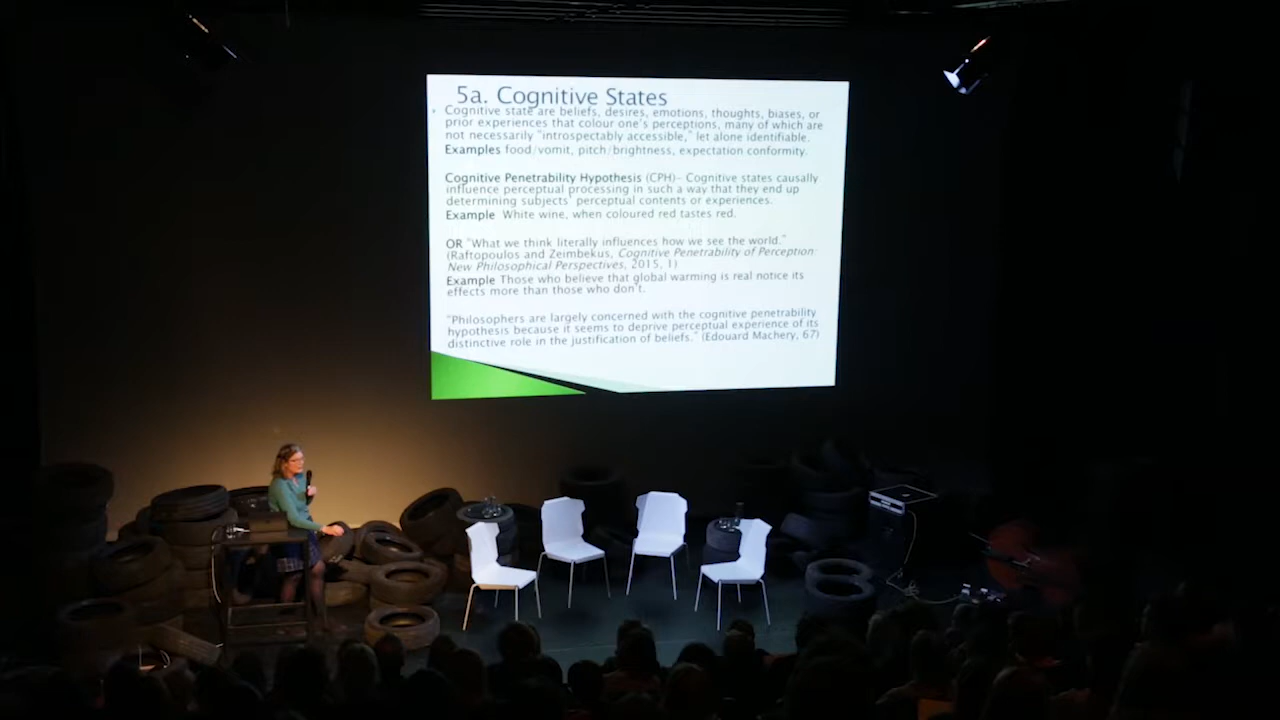 5a. Cognitive States
Cognitive state are beliefs, desires, emotions, thoughts, biases, or
prior experiences that colour one's perceptions, many of which are
not necessarily "introspectably accessible," let alone identifiable.
Examples food/vomit, pitch/brightness, expectation conformity.
Cognitive Penetrability Hypothesis (CPH)- Cognitive states causally
influence perceptual processing in such a way that they end up
determining subjects' perceptual contents or experiences.
Example White wine, when coloured red tastes red.
OR "What we think literally influences how we see the world."
(Raftopoulos and Zeimbekus, Cognitive Penetrability of Perception:
New Philosophical Perspectives, 2015, 1)
Example Those who believe that global warming is real notice its
effects more than those who don't.
"Philosophers are largely concerned with the cognitive penetrability
hypothesis because it seems to deprive perceptual experience of its
distinctive role in the justification of beliefs." (Edouard Machery, 67)